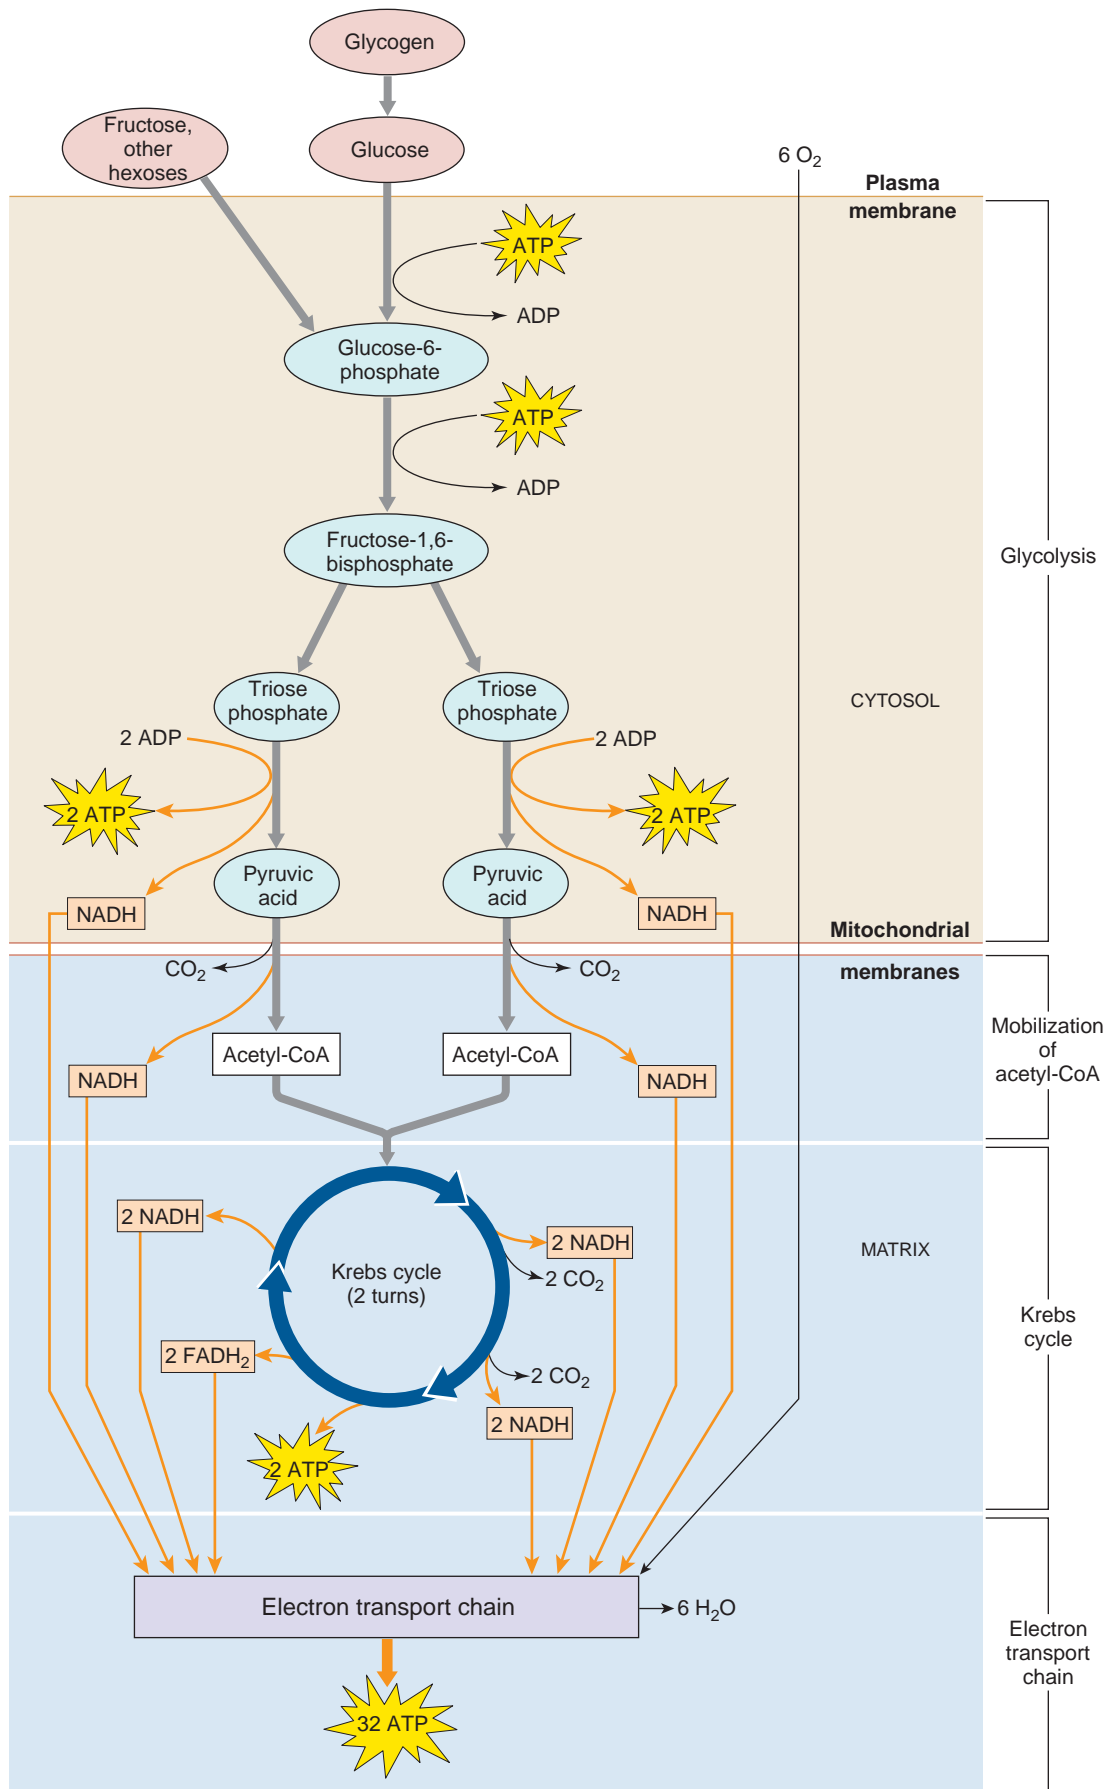 Glycogen
Fructose,
other
hexoses
Glucose
6 O2
Plasma
membrane
ATP
ADP
Glucose-6-
phosphate
ATP
ADP
Fructose-1,6-
bisphosphate
Glycolysis
Triose
phosphate
Triose
phosphate
CYTOSOL
2 ADP
2 ADP
2 ATP
2 ATP
Pyruvic
acid
Pyruvic
acid
NADH
NADH
Mitochondrial
membranes
CO2
CO2
Mobilization
of
acetyl-CoA
Acetyl-CoA
Acetyl-CoA
NADH
NADH
2 NADH
2 NADH
MATRIX
Krebs cycle
(2 turns)
2 CO2
2 FADH2
2 CO2
2 NADH
2 ATP
Krebs
cycle
Electron transport chain
6 H2O
Electron
transport
chain
32 ATP